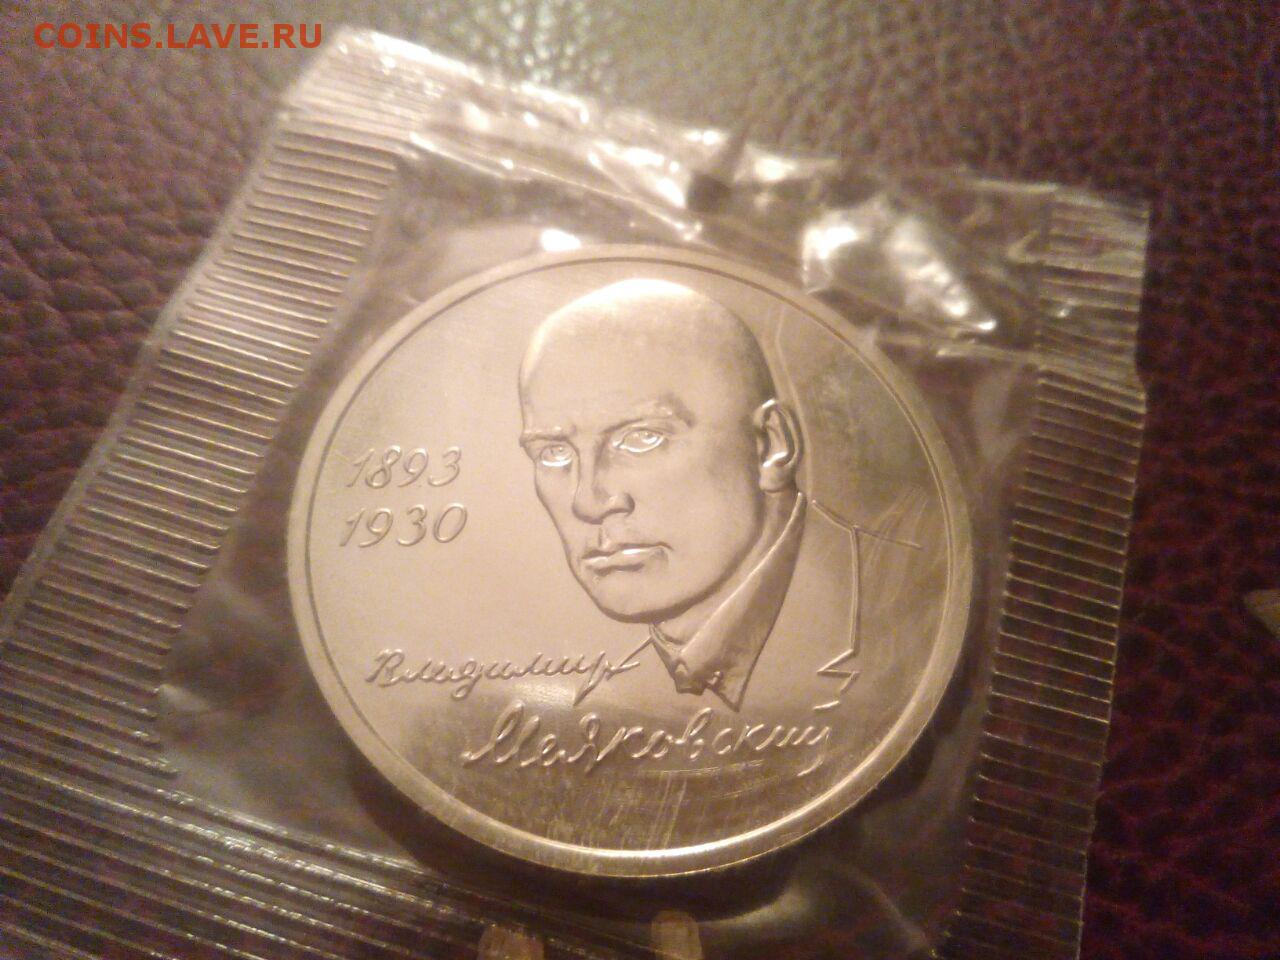 COINS.LAVE.RU
1893
1930
Владимир
Маяковский